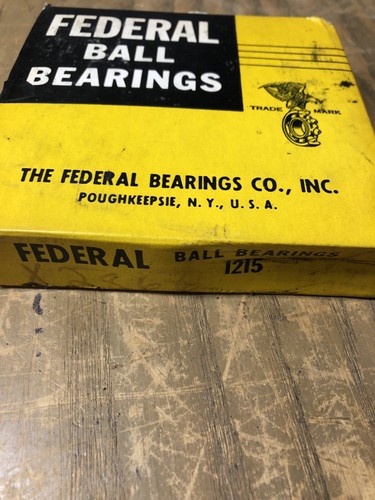 FEDERAL
BALL
BEARINGS
TRADE MARK
THE FEDERAL BEARINGS CO., INC.
POUGHKEEPSIE, N. Y., U. S. A.
FEDERAL BALL BEARINGS
1215